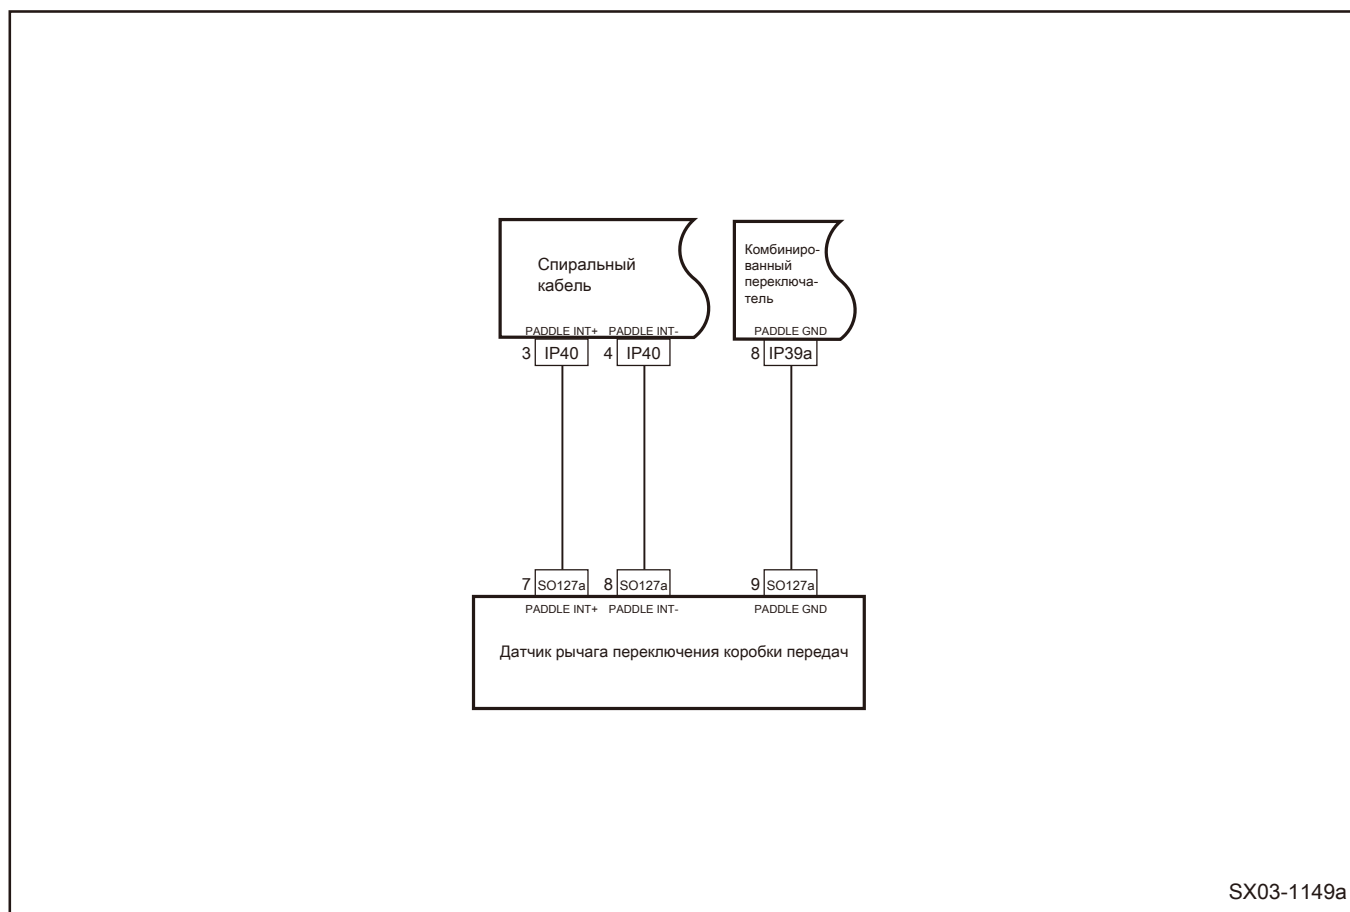 Спиральный
кабель
Комбиниро-
ванный
переключа-
тель
PADDLE INT+ PADDLE INT- PADDLE GND
3 IP40 4 IP40 8 IP39a
7 SO127a 8 SO127a 9 SO127a
PADDLE INT+ PADDLE INT- PADDLE GND
Датчик рычага переключения коробки передач
SX03-1149a